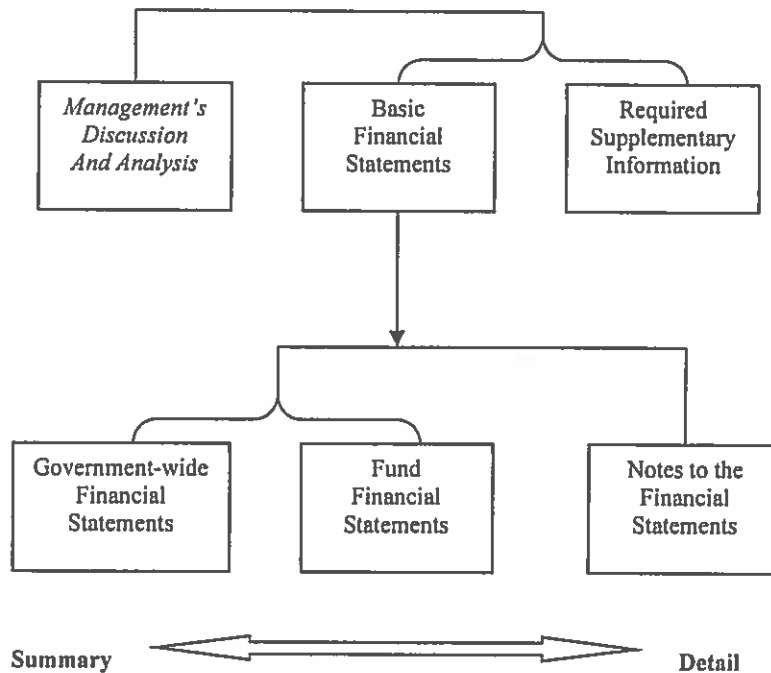 Management's
Discussion
And Analysis
Basic
Financial
Statements
Required
Supplementary
Information
Government-wide
Financial
Statements
Fund
Financial
Statements
Notes to the
Financial
Statements
Summary
Detail